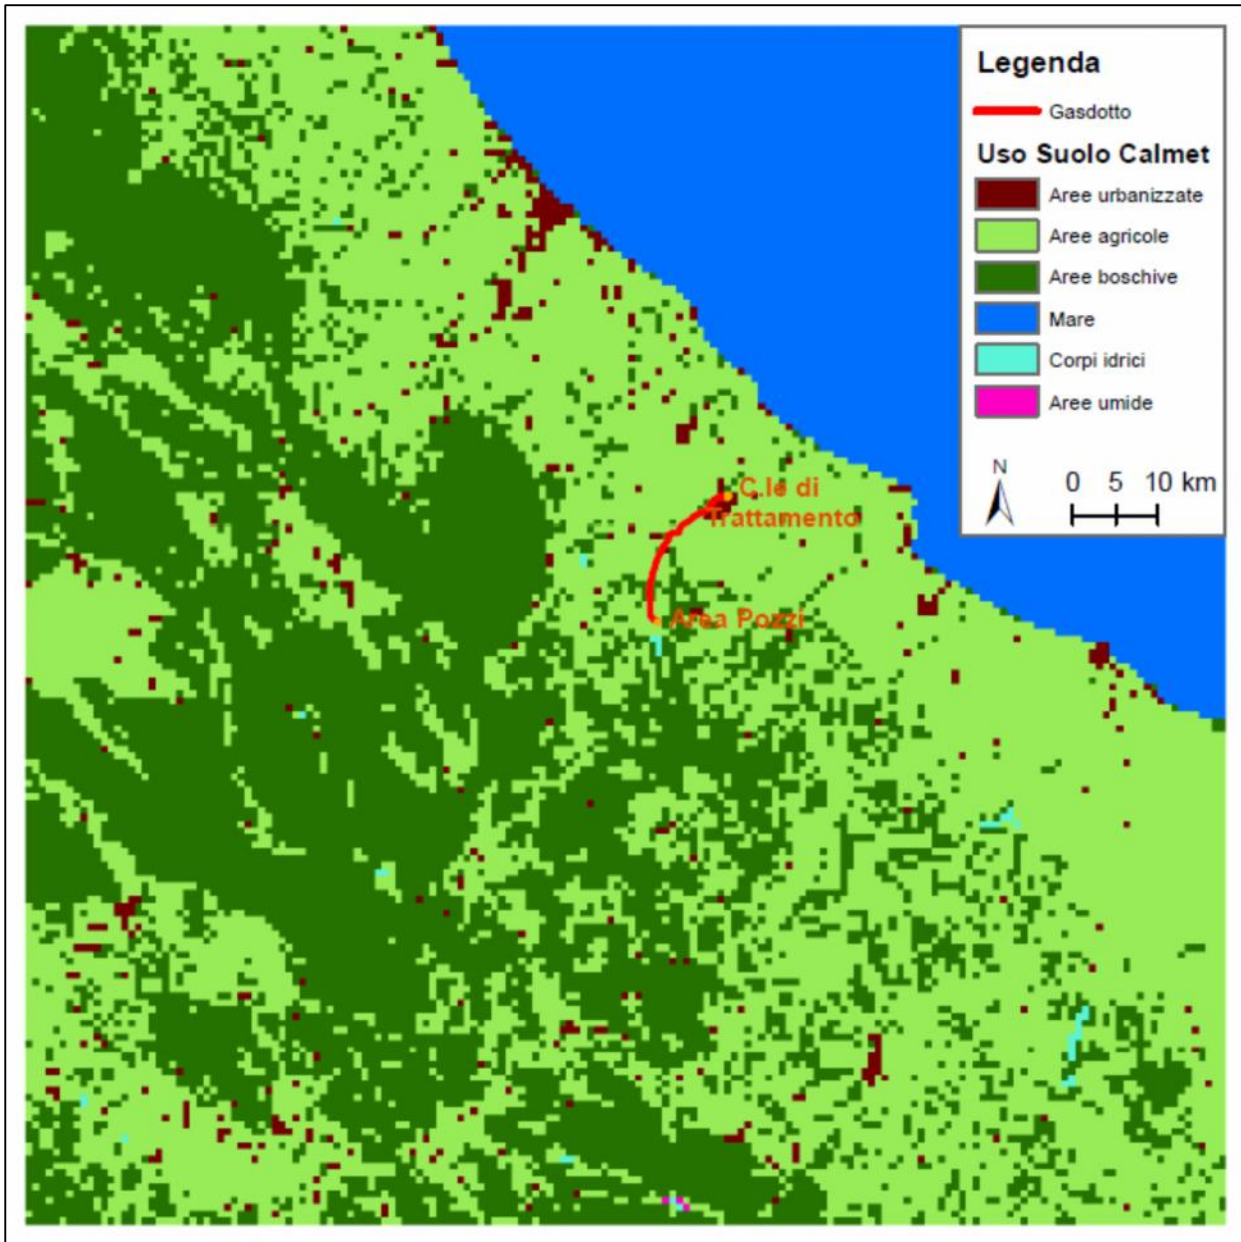 Legenda
Gasdotto
Uso Suolo Calmet
Aree urbanizzate
Aree agricole
Aree boschive
Mare
Corpi idrici
Aree umide
N
0 5 10 km
C.le di
Trattamento
Area Pozzi